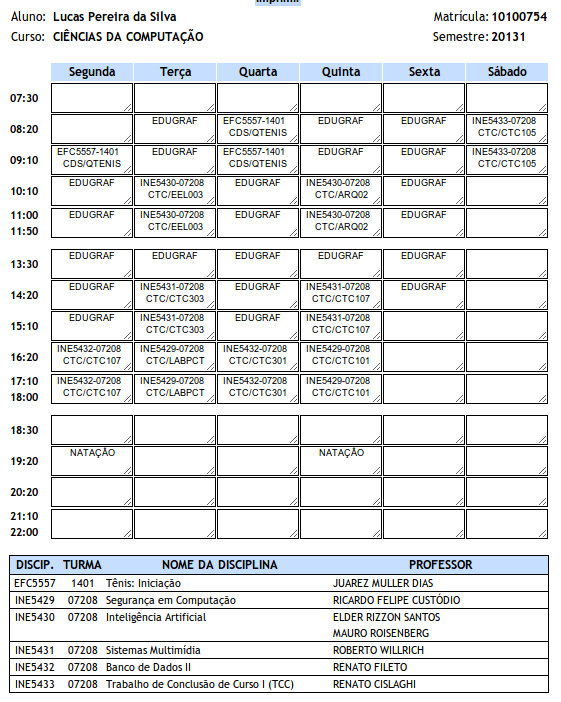 Imprimir
Aluno: Lucas Pereira da Silva Matrícula: 10100754
Curso: CIÊNCIAS DA COMPUTAÇÃO Semestre: 20131
Segunda Terça Quarta Quinta Sexta Sábado
07:30
08:20 EDUGRAF EFC5557-1401 EDUGRAF EDUGRAF INE5433-07208
CDS/QTENIS CTC/CTC105
09:10 EFC5557-1401 EDUGRAF EFC5557-1401 EDUGRAF EDUGRAF INE5433-07208
CDS/QTENIS CDS/QTENIS CTC/CTC105
10:10 EDUGRAF INE5430-07208 EDUGRAF INE5430-07208 EDUGRAF
CTC/EEL003 CTC/ARQ02
11:00 EDUGRAF INE5430-07208 EDUGRAF INE5430-07208 EDUGRAF
11:50 CTC/EEL003 CTC/ARQ02
13:30 EDUGRAF EDUGRAF EDUGRAF EDUGRAF EDUGRAF
14:20 EDUGRAF INE5431-07208 EDUGRAF INE5431-07208 EDUGRAF
CTC/CTC303 CTC/CTC107
15:10 EDUGRAF INE5431-07208 EDUGRAF INE5431-07208
CTC/CTC303 CTC/CTC107
16:20 INE5432-07208 INE5429-07208 INE5432-07208 INE5429-07208
CTC/CTC107 CTC/LABPCT CTC/CTC301 CTC/CTC101
17:10 INE5432-07208 INE5429-07208 INE5432-07208 INE5429-07208
18:00 CTC/CTC107 CTC/LABPCT CTC/CTC301 CTC/CTC101
18:30
19:20 NATAÇÃO NATAÇÃO
20:20
21:10
22:00
DISCIP. TURMA NOME DA DISCIPLINA PROFESSOR
EFC5557 1401 Tênis: Iniciação JUAREZ MULLER DIAS
INE5429 07208 Segurança em Computação RICARDO FELIPE CUSTÓDIO
INE5430 07208 Inteligência Artificial ELDER RIZZON SANTOS
MAURO ROISENBERG
INE5431 07208 Sistemas Multimídia ROBERTO WILLRICH
INE5432 07208 Banco de Dados II RENATO FILETO
INE5433 07208 Trabalho de Conclusão de Curso I (TCC) RENATO CISLAGHI